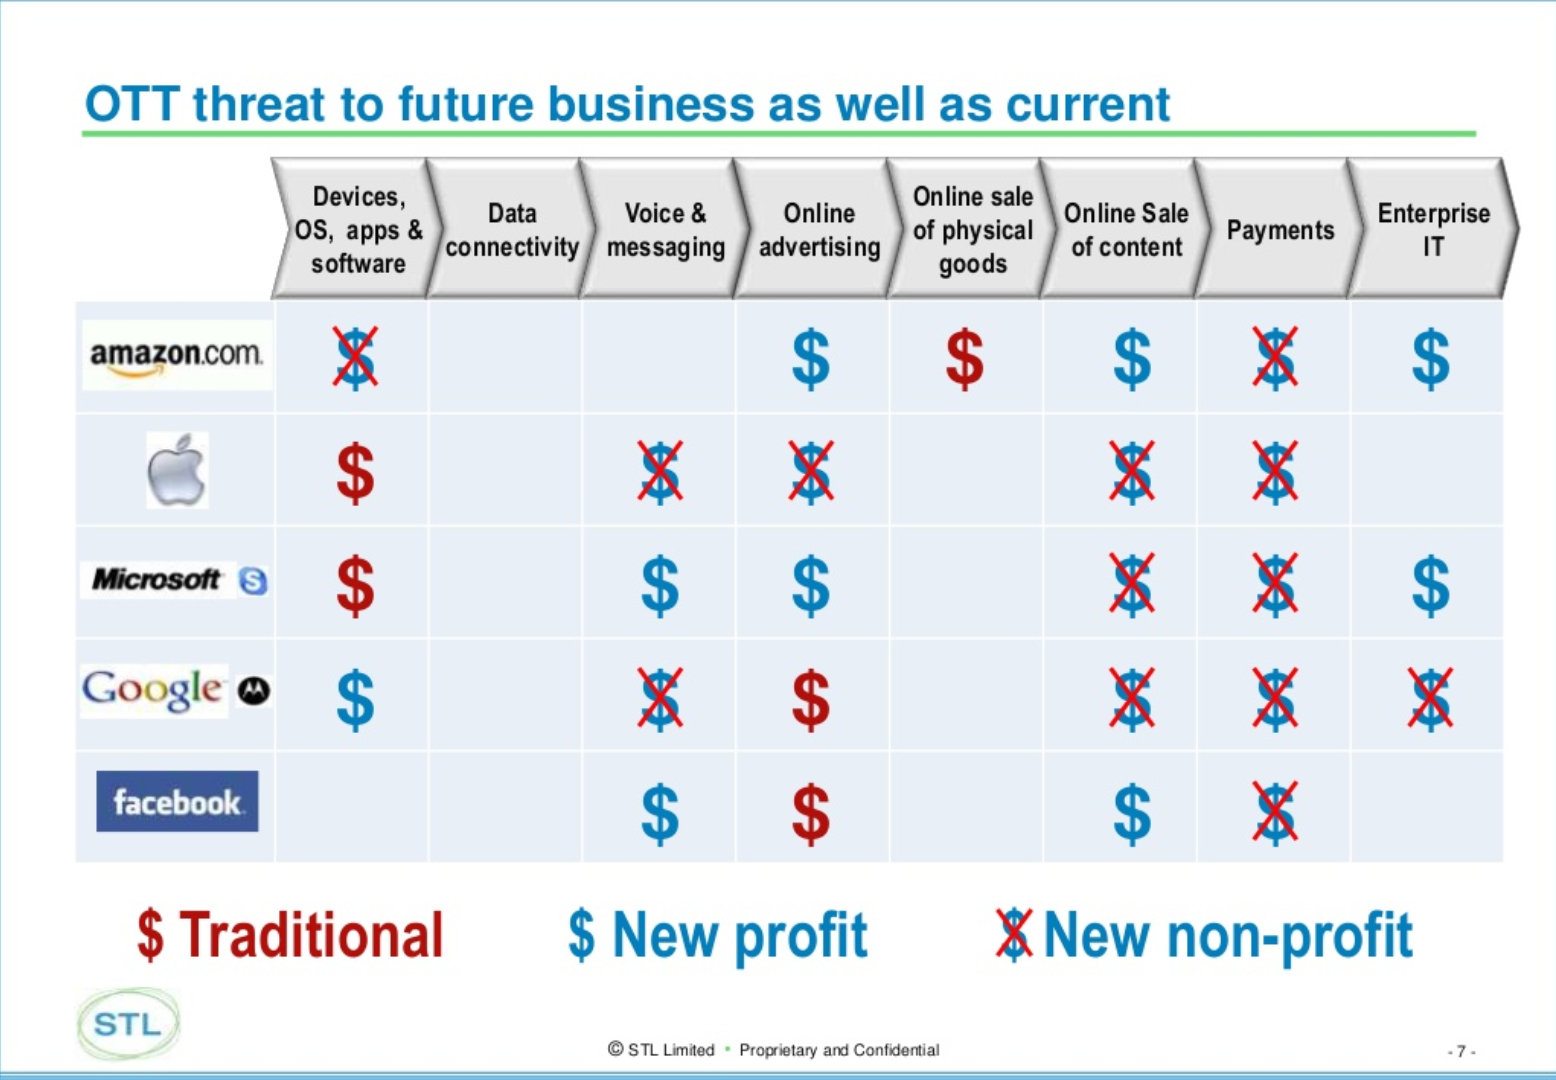 OTT threat to future business as well as current
Devices,
OS, apps &
software
Data
connectivity
Voice &
messaging
Online
advertising
Online sale
of physical
goods
Online Sale
of content
Payments
Enterprise
IT
amazon.com.
$ $ $ $ $ $
$ $ $ $ $
Microsoft S
$ $ $ $ $ $
Google M
$ $ $ $ $ $
facebook
$ $ $ $
$ Traditional
$ New profit
$ New non-profit
STL
© STL Limited • Proprietary and Confidential
- 7 -